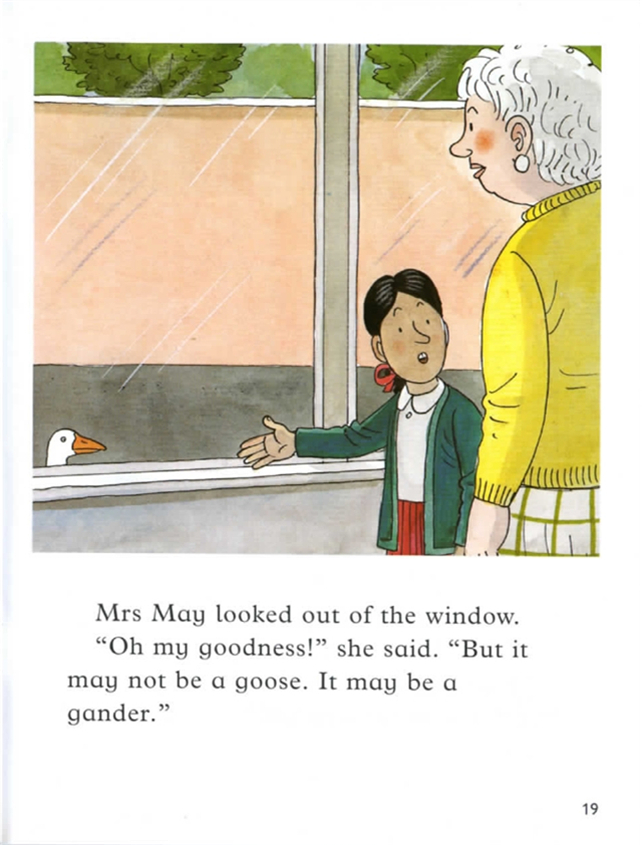 Mrs May looked out of the window.
“Oh my goodness!” she said. “But it
may not be a goose. It may be a
gander.”
19